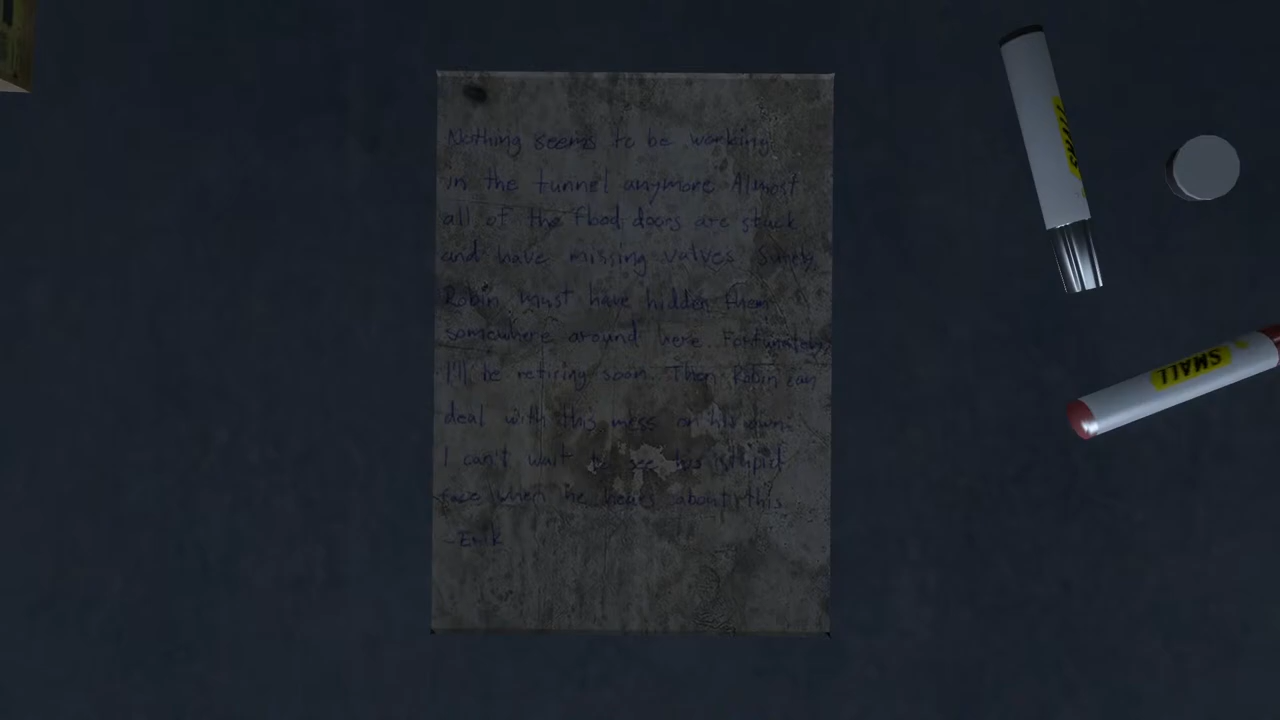 Nothing seems to be working
in the tunnel anymore Almost
all of the flood doors are stuck
and have missing valves surely
Robin must have hidden them
somewhere around here. Fortunately,
I'll be retiring soon. Then Robin can
deal with this mess on his own.
I can't wait to see his stupid
face when he hears about this
-Erik
SMALL
SMALL